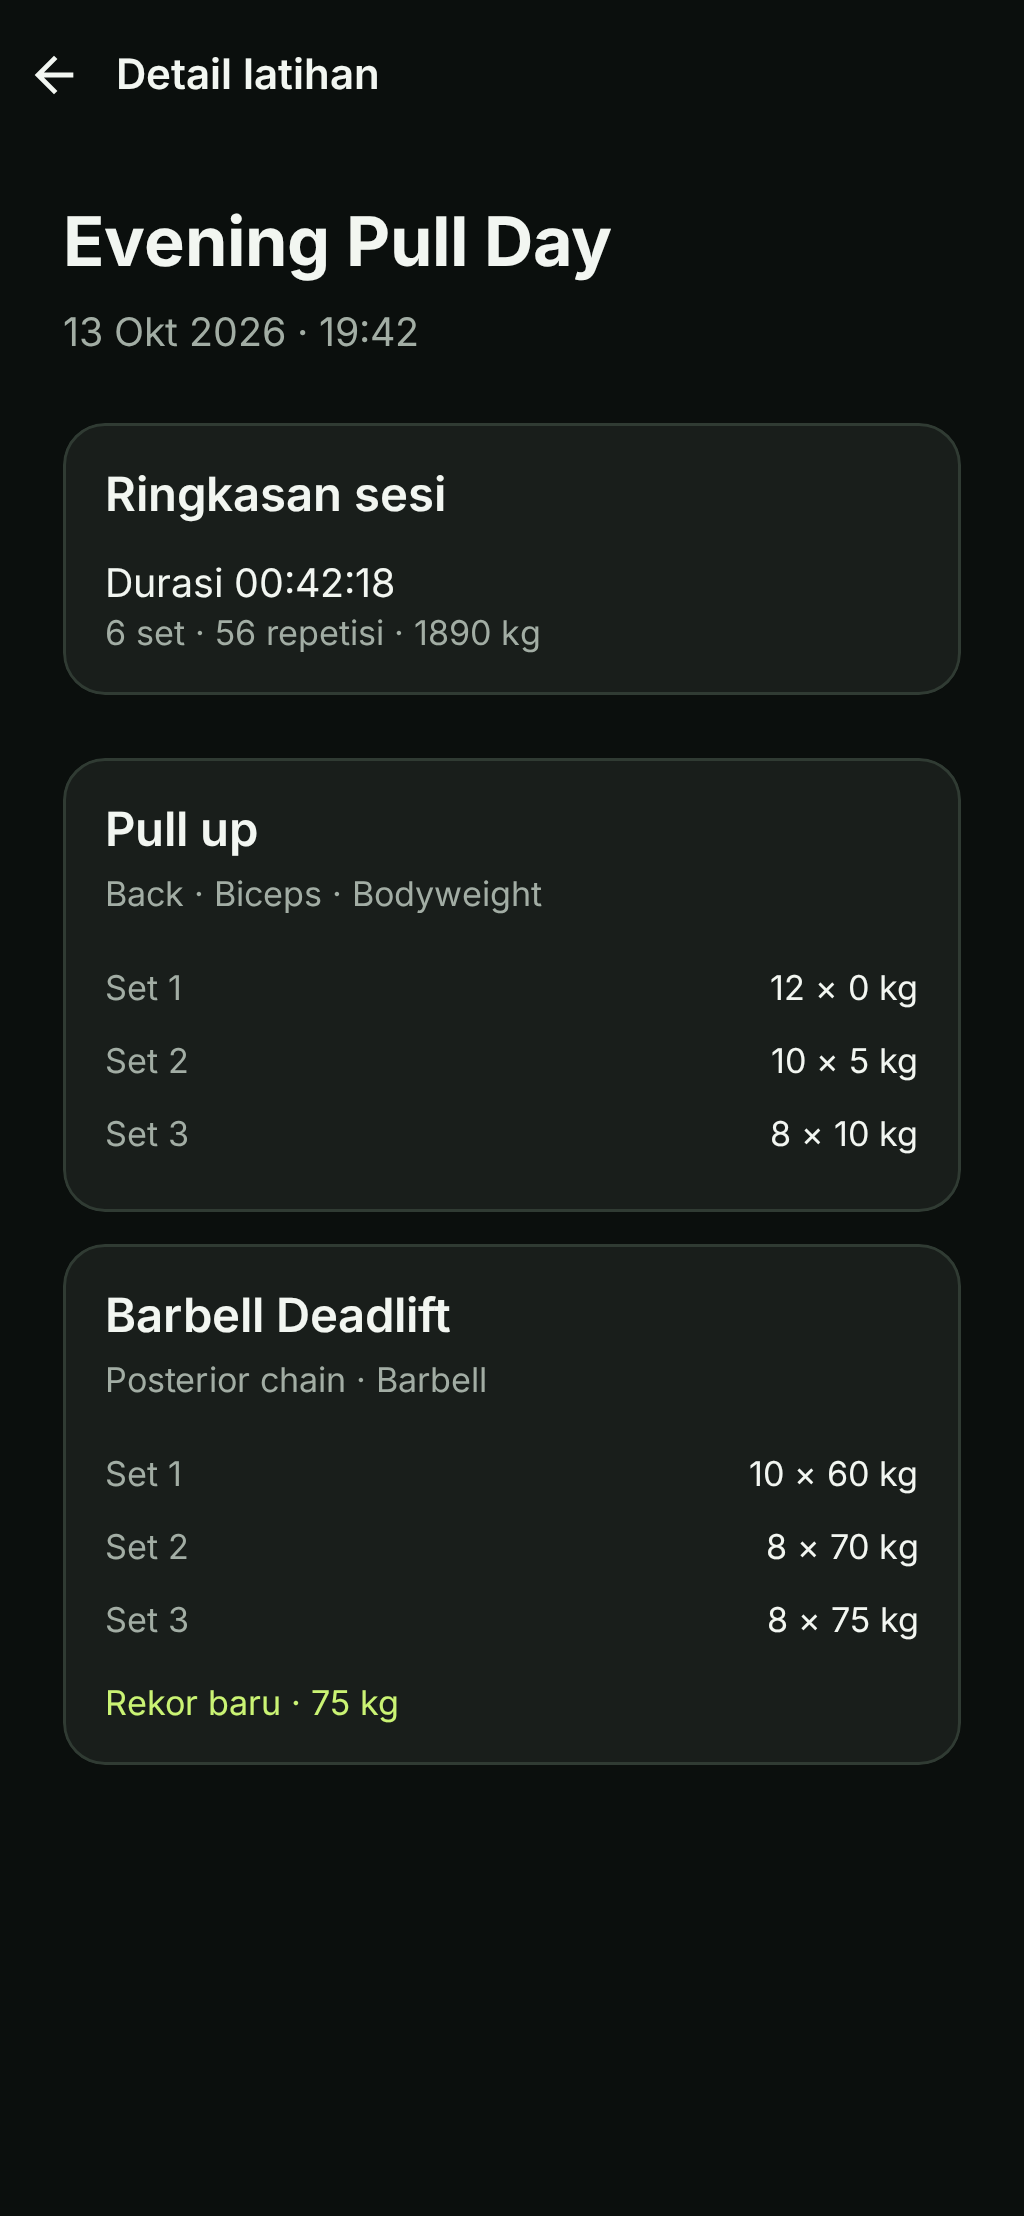 Detail latihan
Evening Pull Day
13 Okt 2026 · 19:42
Ringkasan sesi
Durasi 00:42:18
6 set · 56 repetisi · 1890 kg
Pull up
Back · Biceps · Bodyweight
Set 1 12 × 0 kg
Set 2 10 × 5 kg
Set 3 8 × 10 kg
Barbell Deadlift
Posterior chain · Barbell
Set 1 10 × 60 kg
Set 2 8 × 70 kg
Set 3 8 × 75 kg
Rekor baru · 75 kg